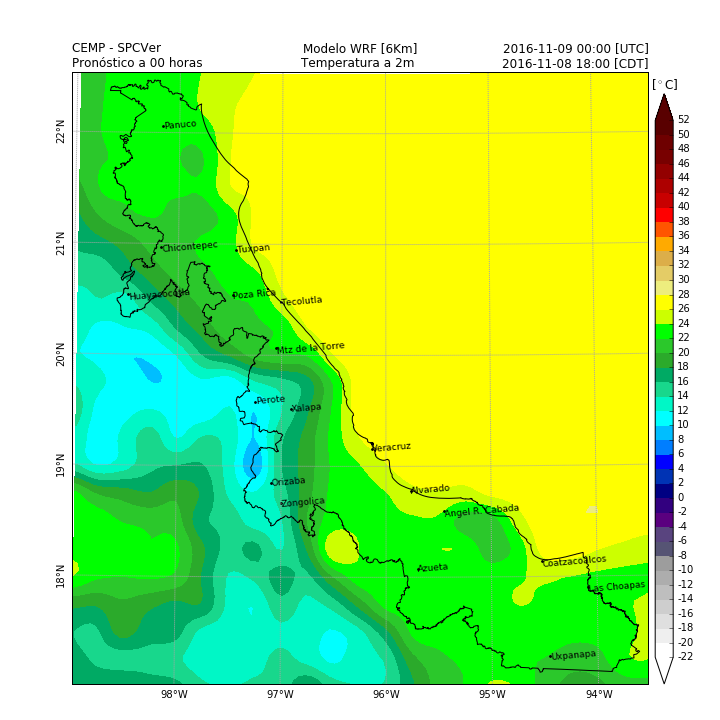 CEMP - SPCVer Modelo WRF [6Km] 2016-11-09 00:00 [UTC]
Pronóstico a 00 horas Temperatura a 2m 2016-11-08 18:00 [CDT]
[°C]
52
50
48
46
44
42
40
38
36
34
32
30
28
26
24
22
20
18
16
14
12
10
8
6
4
2
0
-2
-4
-6
-8
-10
-12
-14
-16
-18
-20
-22
22°N
21°N
20°N
19°N
18°N
Panuco
Chicontepec
Tuxpan
Huayacocotla
Poza Rica
Tecolutla
Mtz de la Torre
Perote
Xalapa
Veracruz
Orizaba
Alvarado
Zongolica
Angel R. Cabada
Azueta
Coatzacoalcos
Las Choapas
Uxpanapa
98°W 97°W 96°W 95°W 94°W